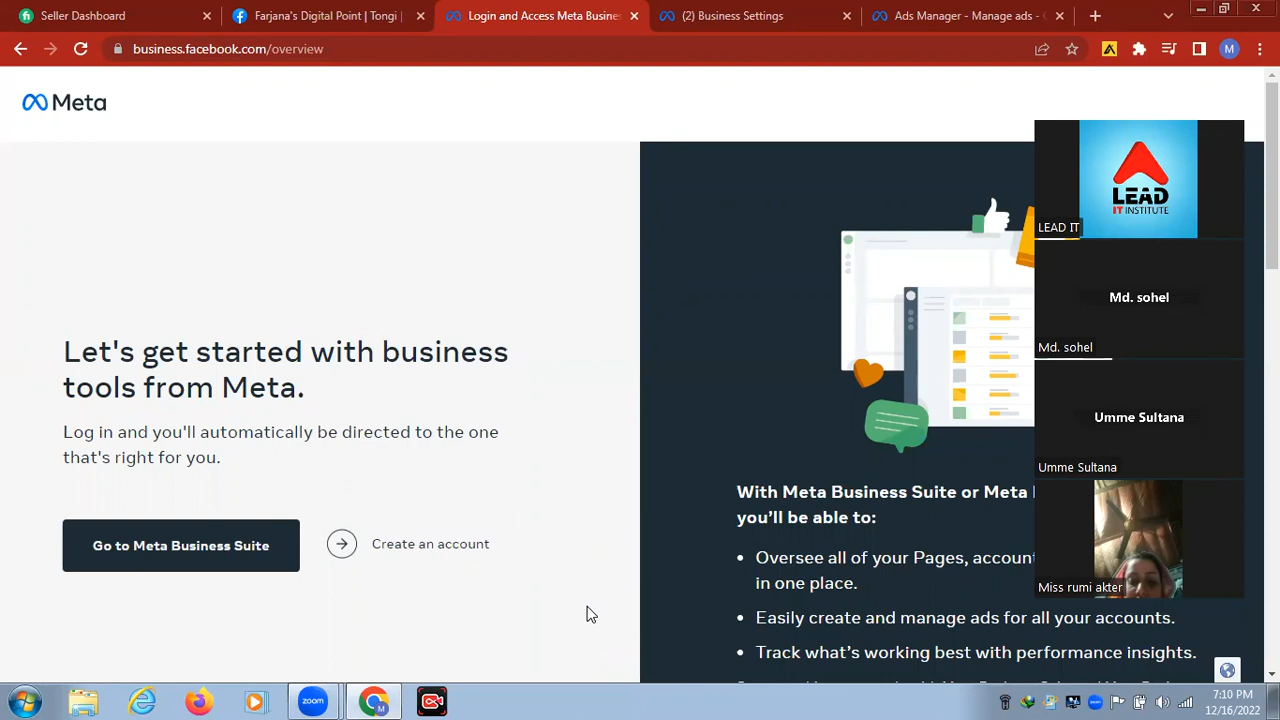 Seller Dashboard
Farjana's Digital Point | Tongi |
Login and Access Meta Busines
(2) Business Settings
Ads Manager - Manage ads -
business.facebook.com/overview
M
Meta
LEAD
IT INSTITUTE
LEAD IT
Md. sohel
Md. sohel
Umme Sultana
Umme Sultana
Miss rumi akter
Let's get started with business
tools from Meta.
Log in and you'll automatically be directed to the one
that's right for you.
Go to Meta Business Suite
Create an account
With Meta Business Suite or Meta
you'll be able to:
• Oversee all of your Pages, accoun
in one place.
• Easily create and manage ads for all your accounts.
• Track what's working best with performance insights.
zoom
M
7:10 PM
12/16/2022